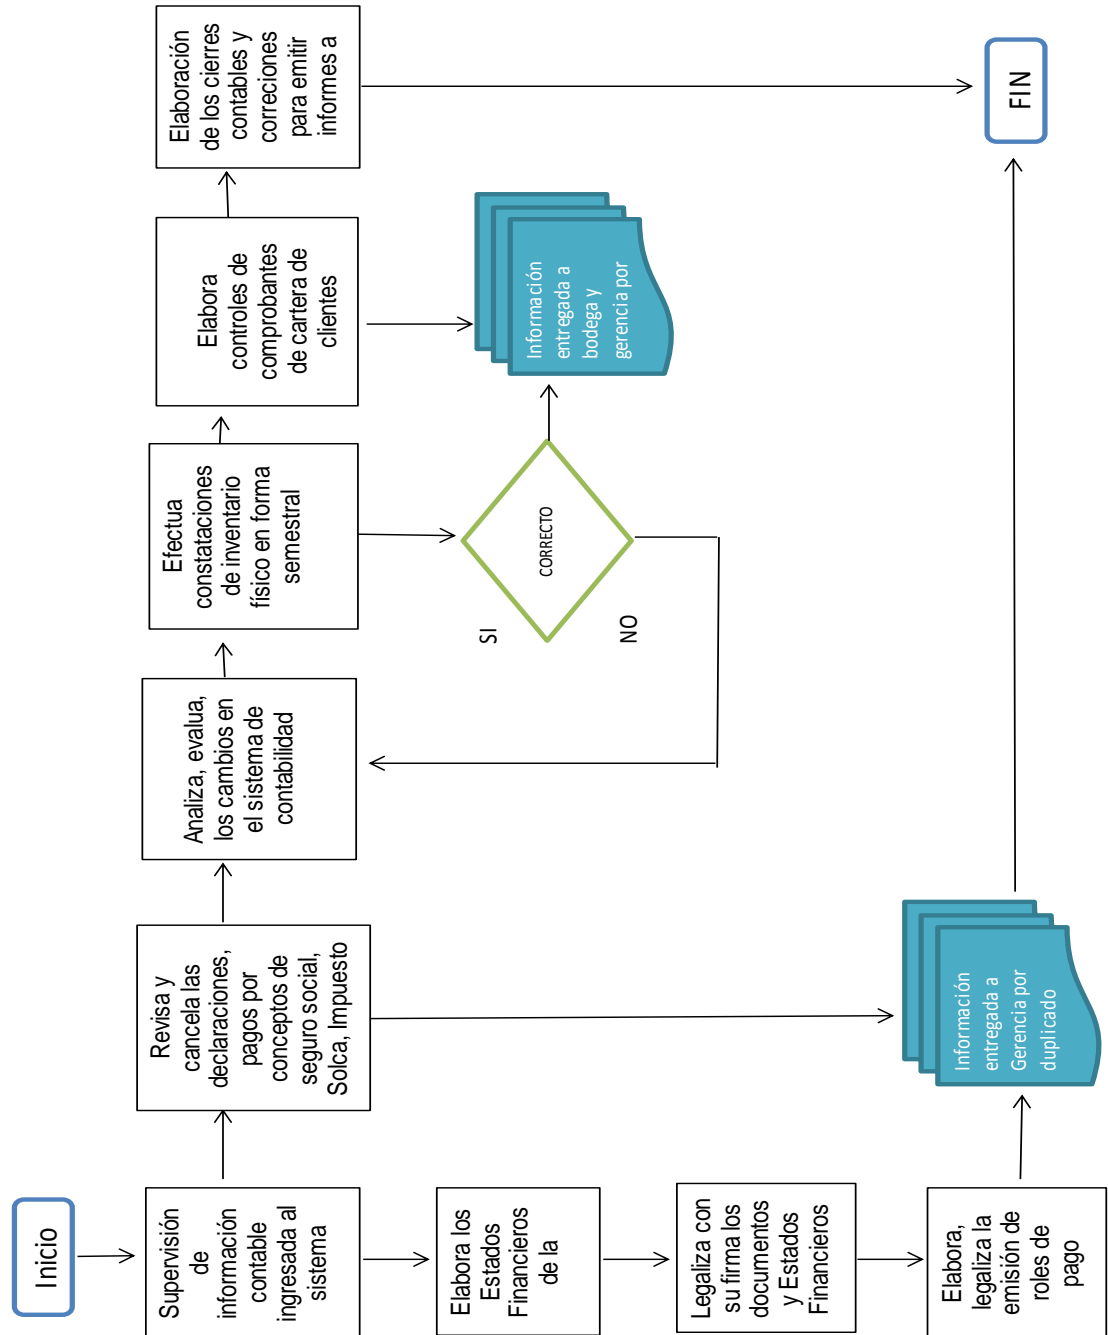 Inicio
Supervisión
de
información
contable
ingresada al
sistema
Revisa y
cancela las
declaraciones,
pagos por
conceptos de
seguro social,
Solca, Impuesto
Analiza, evalua,
los cambios en
el sistema de
contabilidad
Efectua
constataciones
de inventario
físico en forma
semestral
Elabora
controles de
comprobantes
de cartera de
clientes
Elaboración
de los cierres
contables y
correciones
para emitir
informes a
Elabora los
Estados
Financieros
de la
SI
CORRECTO
NO
Información
entregada a
bodega y
gerencia por
Legaliza con
su firma los
documentos
y Estados
Financieros
Elabora,
legaliza la
emisión de
roles de
pago
Información
entregada a
Gerencia por
duplicado
FIN